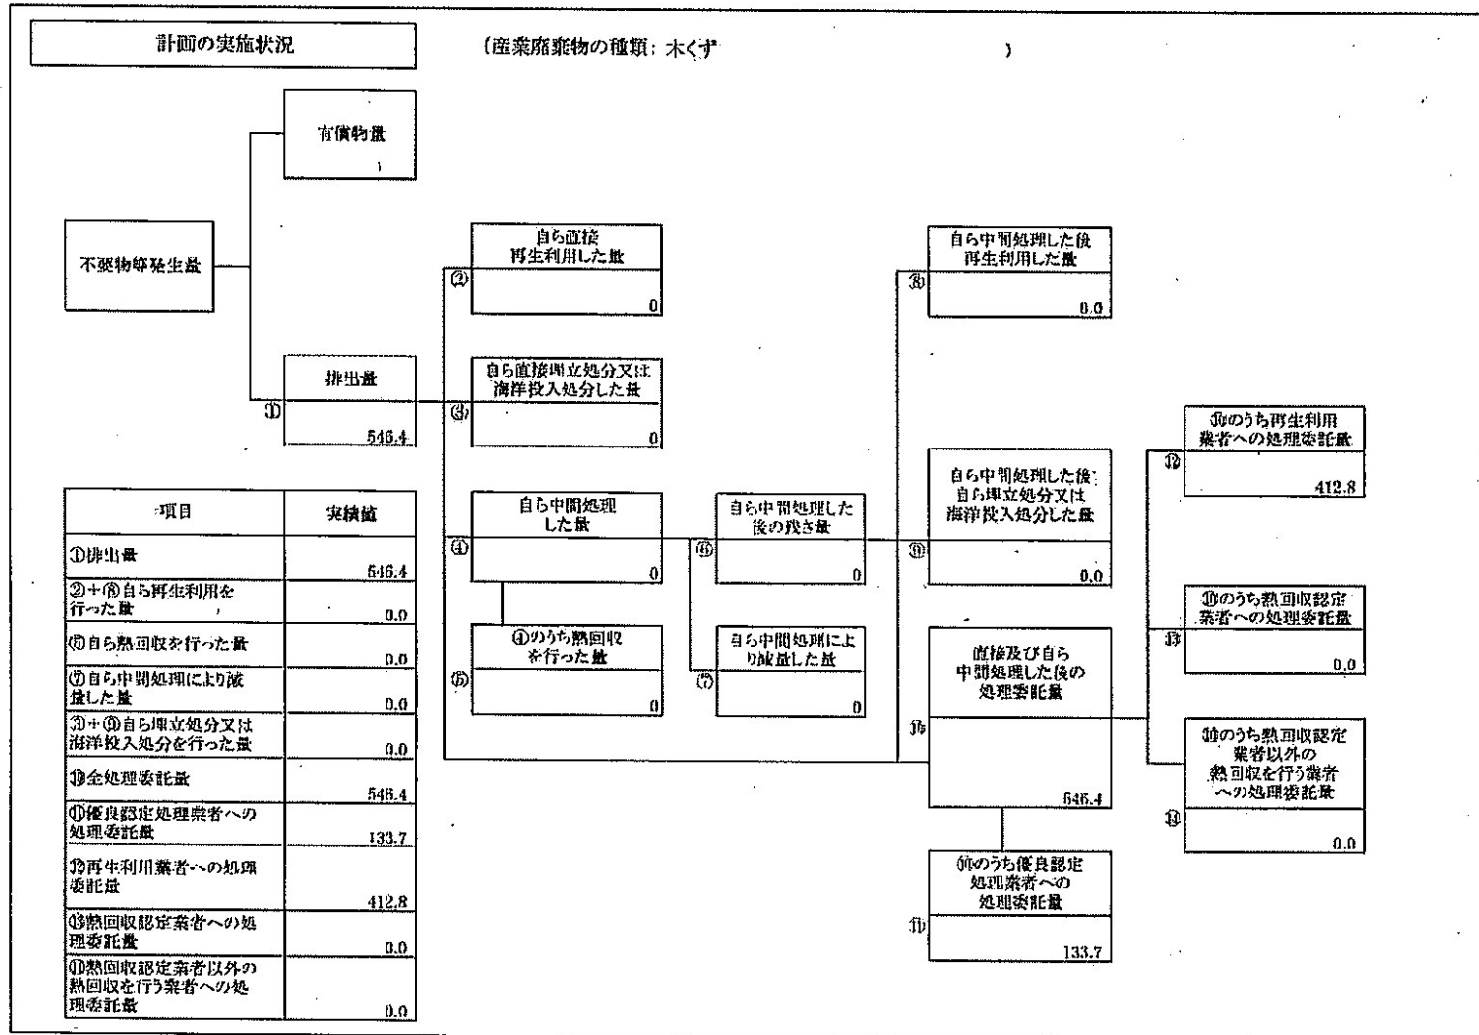 計画の実施状況
(産業廃棄物の種類: 木くず )
有償物量
不要物等発生量
排出量
①
546.4
自ら直接
再生利用した量
②
0
自ら直接埋立処分又は
海洋投入処分した量
③
0
自ら中間処理
した量
④
0
④のうち熱回収
を行った量
⑤
0
自ら中間処理した
後の残さ量
⑥
0
自ら中間処理によ
り減量した量
⑦
0
自ら中間処理した後
再生利用した量
⑧
0.0
自ら中間処理した後
自ら埋立処分又は
海洋投入処分した量
⑨
0.0
直接及び自ら
中間処理した後の
処理委託量
⑩
546.4
⑩のうち優良認定
処理業者への
処理委託量
⑪
133.7
⑩のうち再生利用
業者への処理委託量
⑫
412.8
⑩のうち熱回収認定
業者への処理委託量
⑬
0.0
⑩のうち熱回収認定
業者以外の
熱回収を行う業者
への処理委託量
⑭
0.0
項目 実績値
①排出量
546.4
②+⑧自ら再生利用を
行った量
0.0
⑤自ら熱回収を行った量
0.0
⑦自ら中間処理により減
量した量
0.0
③+⑨自ら埋立処分又は
海洋投入処分を行った量
0.0
⑩全処理委託量
546.4
⑪優良認定処理業者への
処理委託量
133.7
⑫再生利用業者への処理
委託量
412.8
⑬熱回収認定業者への処
理委託量
0.0
⑭熱回収認定業者以外の
熱回収を行う業者への処
理委託量
0.0